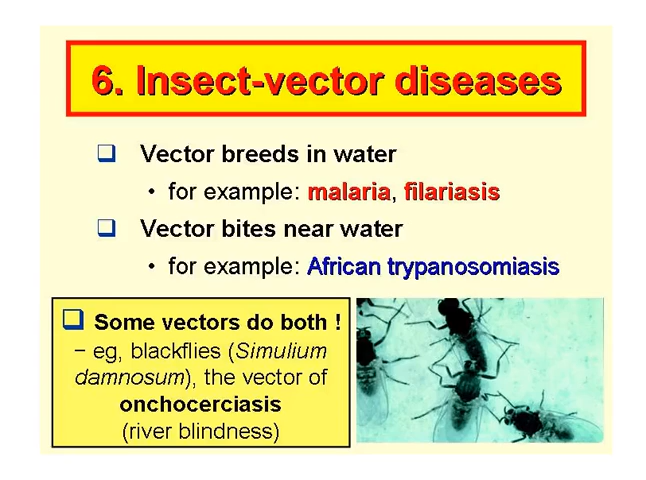 6. Insect-vector diseases
❑ Vector breeds in water
• for example: malaria, filariasis
❑ Vector bites near water
• for example: African trypanosomiasis
❑ Some vectors do both !
− eg, blackflies (Simulium
damnosum), the vector of
onchocerciasis
(river blindness)